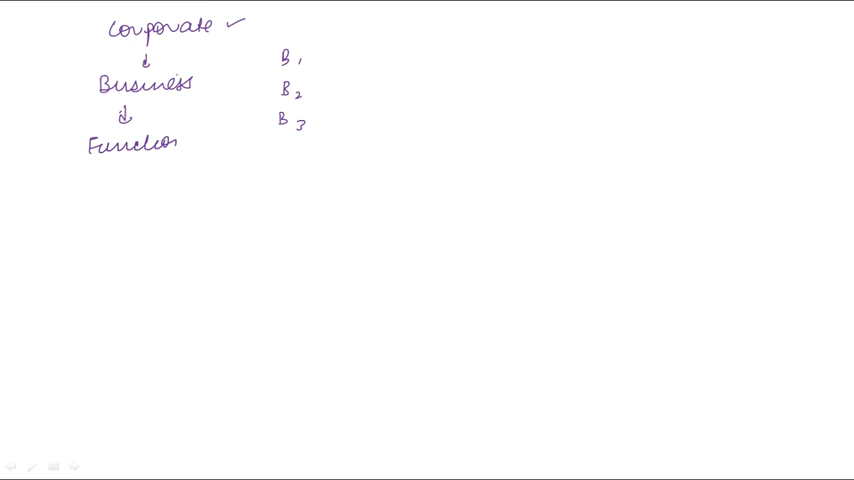 Corporate ✓
↓
Business
↓
Function
B1
B2
B3